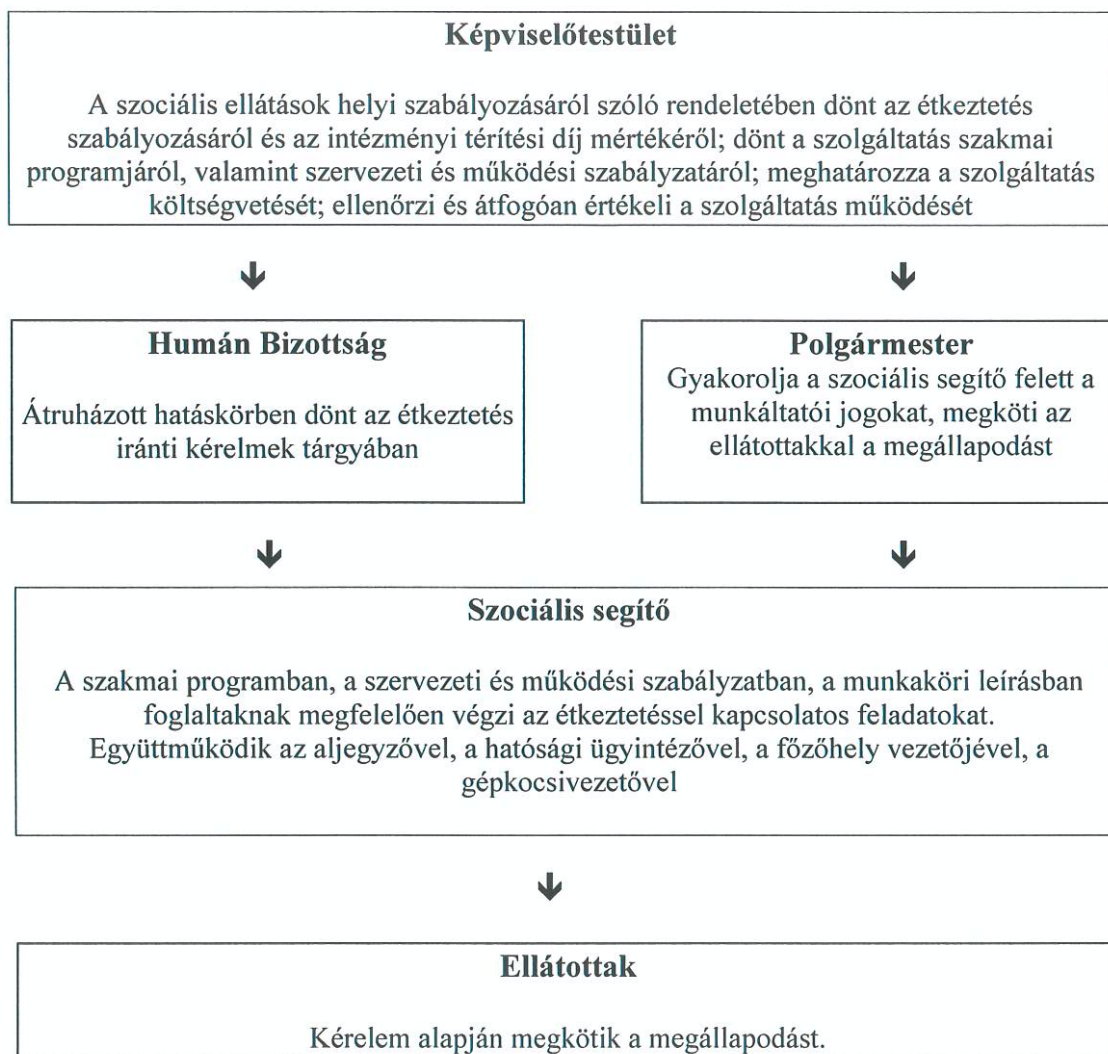 Képviselőtestület
A szociális ellátások helyi szabályozásáról szóló rendeletében dönt az étkeztetés
szabályozásáról és az intézményi térítési díj mértékéről; dönt a szolgáltatás szakmai
programjáról, valamint szervezeti és működési szabályzatáról; meghatározza a szolgáltatás
költségvetését; ellenőrzi és átfogóan értékeli a szolgáltatás működését
Humán Bizottság
Átruházott hatáskörben dönt az étkeztetés
iránti kérelmek tárgyában
Polgármester
Gyakorolja a szociális segítő felett a
munkáltatói jogokat, megköti az
ellátottakkal a megállapodást
Szociális segítő
A szakmai programban, a szervezeti és működési szabályzatban, a munkaköri leírásban
foglaltaknak megfelelően végzi az étkeztetéssel kapcsolatos feladatokat.
Együttműködik az aljegyzővel, a hatósági ügyintézővel, a főzőhely vezetőjével, a
gépkocsivezetővel
Ellátottak
Kérelem alapján megkötik a megállapodást.